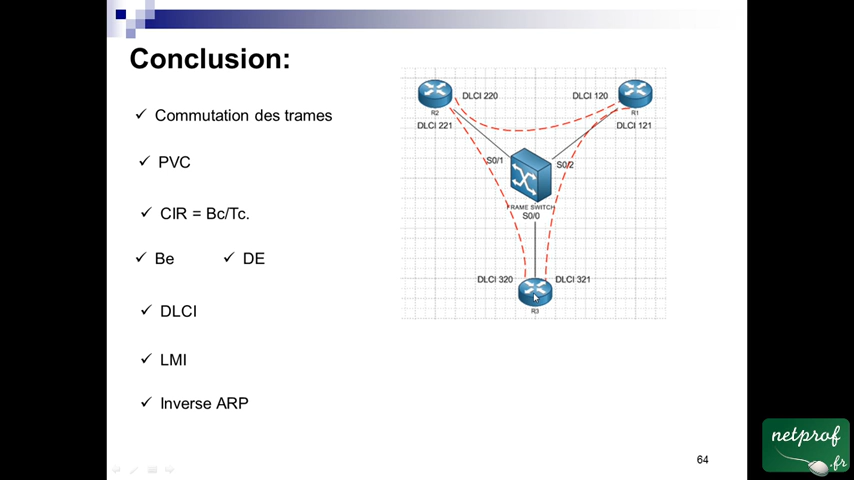 Conclusion:
✓ Commutation des trames
✓ PVC
✓ CIR = Bc/Tc.
✓ Be ✓ DE
✓ DLCI
✓ LMI
✓ Inverse ARP
DLCI 220
DLCI 120
R2
R1
DLCI 221
DLCI 121
S0/1
S0/2
FRAME SWITCH
S0/0
DLCI 320
DLCI 321
R3
64
netprof
.fr